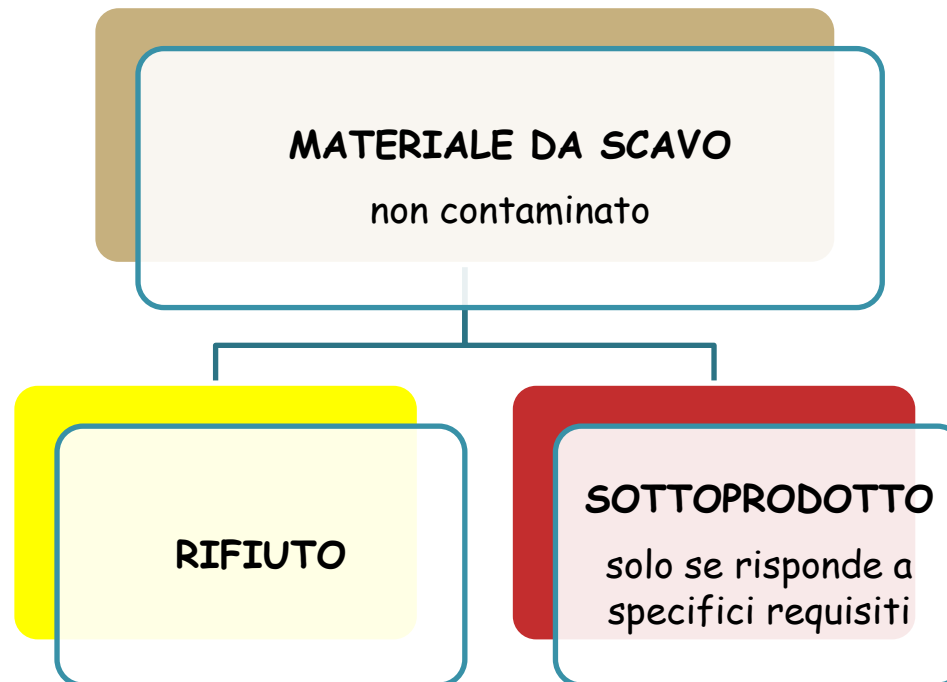 MATERIALE DA SCAVO
non contaminato
RIFIUTO
SOTTOPRODOTTO
solo se risponde a
specifici requisiti